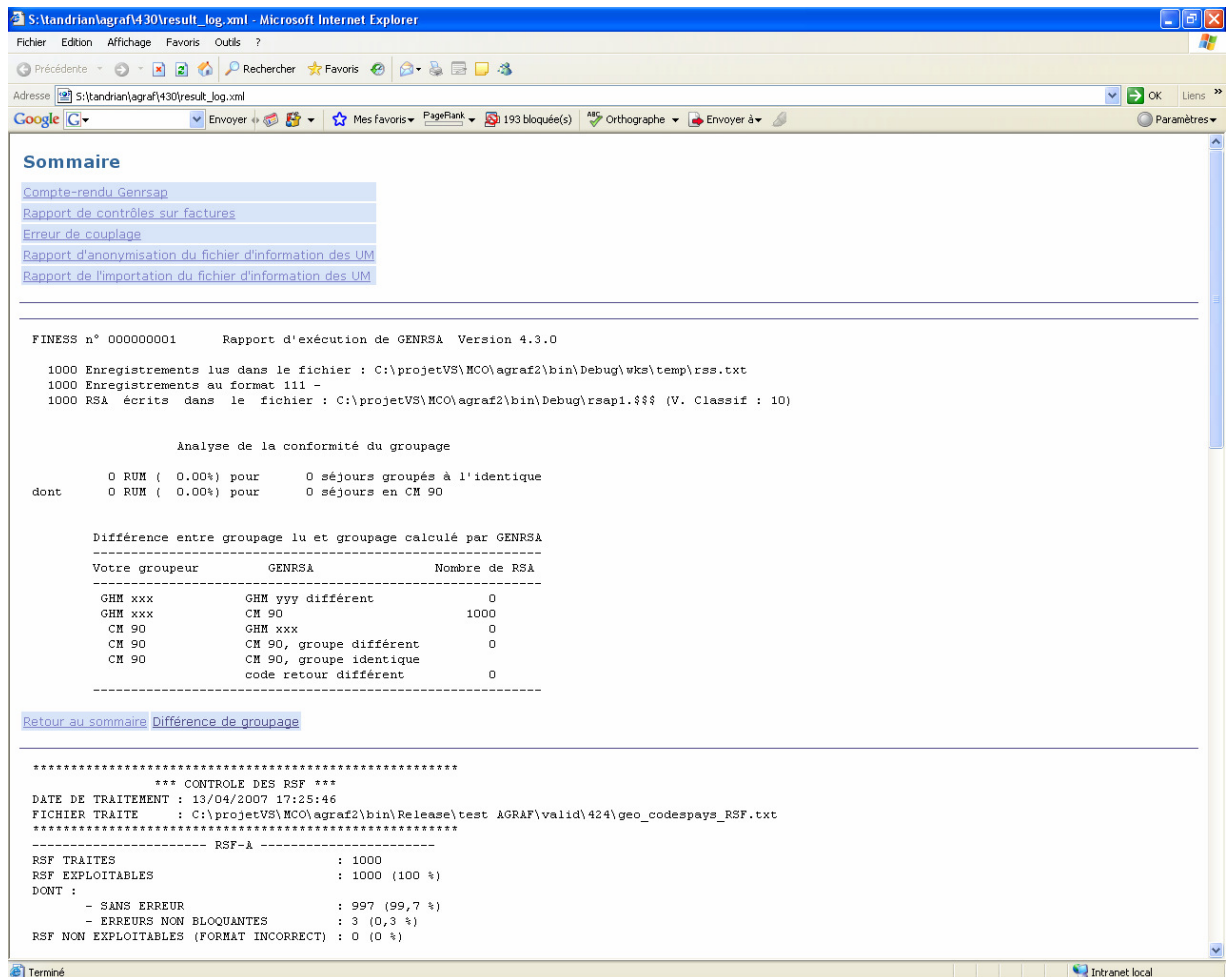 S:\tandrian\agraf\430\result_log.xml - Microsoft Internet Explorer
Fichier Edition Affichage Favoris Outils ?
Précédente Rechercher Favoris
Adresse S:\tandrian\agraf\430\result_log.xml OK Liens »
Google G Envoyer Mes favoris PageRank 193 bloquée(s) ABC Orthographe Envoyer à Paramètres
Sommaire
Compte-rendu Genrsap
Rapport de contrôles sur factures
Erreur de couplage
Rapport d'anonymisation du fichier d'information des UM
Rapport de l'importation du fichier d'information des UM
FINESS n° 000000001 Rapport d'exécution de GENRSA Version 4.3.0
1000 Enregistrements lus dans le fichier : C:\projetVS\MCO\agraf2\bin\Debug\wks\temp\rss.txt
1000 Enregistrements au format 111 -
1000 RSA écrits dans le fichier : C:\projetVS\MCO\agraf2\bin\Debug\rsap1.$$$ (V. Classif : 10)
Analyse de la conformité du groupage
0 RUM ( 0.00%) pour 0 séjours groupés à l'identique
dont 0 RUM ( 0.00%) pour 0 séjours en CM 90
Différence entre groupage lu et groupage calculé par GENRSA
-----------------------------------------------------------
Votre groupeur GENRSA Nombre de RSA
-----------------------------------------------------------
GHM xxx GHM yyy différent 0
GHM xxx CM 90 1000
CM 90 GHM xxx 0
CM 90 CM 90, groupe différent 0
CM 90 CM 90, groupe identique
code retour différent 0
-----------------------------------------------------------
Retour au sommaire Différence de groupage
********************************************************
*** CONTROLE DES RSF ***
DATE DE TRAITEMENT : 13/04/2007 17:25:46
FICHIER TRAITE : C:\projetVS\MCO\agraf2\bin\Release\test AGRAF\valid\424\geo_codespays_RSF.txt
********************************************************
----------------------- RSF-A -----------------------
RSF TRAITES : 1000
RSF EXPLOITABLES : 1000 (100 %)
DONT :
- SANS ERREUR : 997 (99,7 %)
- ERREURS NON BLOQUANTES : 3 (0,3 %)
RSF NON EXPLOITABLES (FORMAT INCORRECT) : 0 (0 %)
Terminé Intranet local